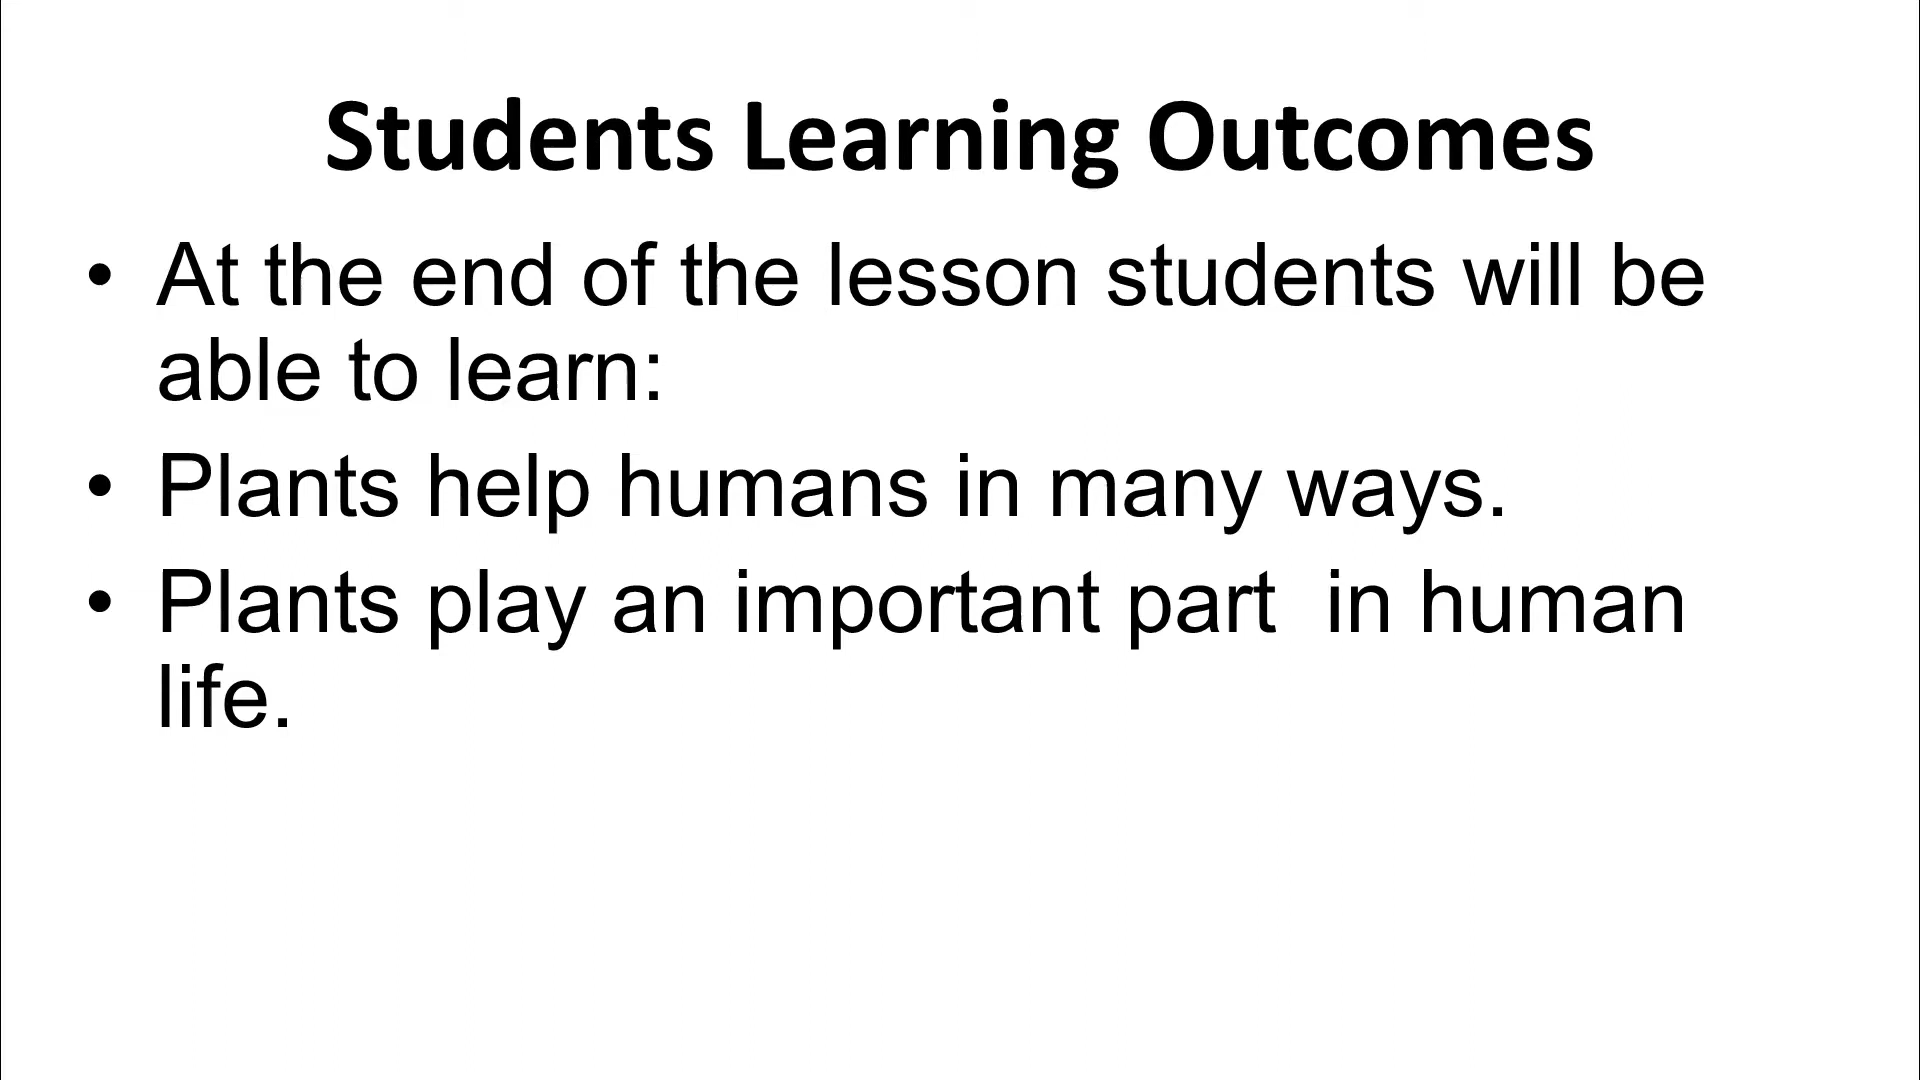 Students Learning Outcomes
• At the end of the lesson students will be
able to learn:
• Plants help humans in many ways.
• Plants play an important part  in human
life.